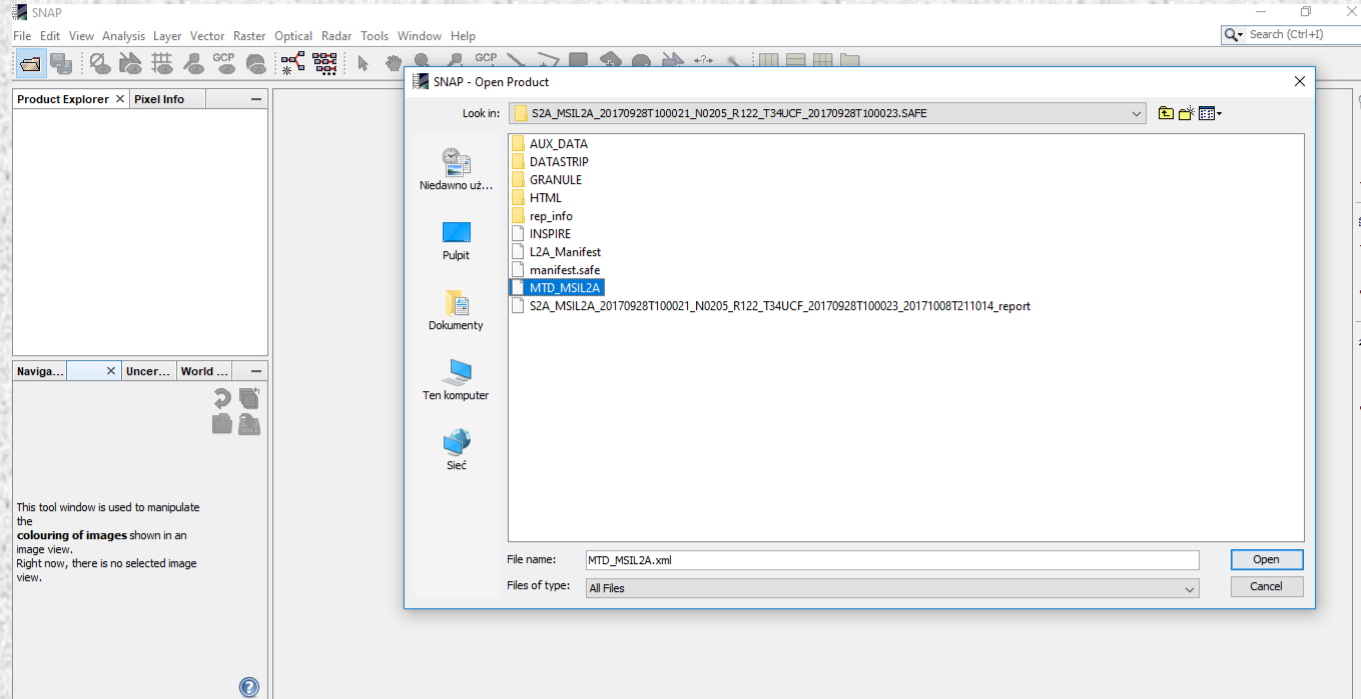 SNAP
File Edit View Analysis Layer Vector Raster Optical Radar Tools Window Help
Search (Ctrl+I)
GCP
GCP
Product Explorer
Pixel Info
SNAP - Open Product
Look in:
S2A_MSIL2A_20170928T100021_N0205_R122_T34UCF_20170928T100023.SAFE
Niedawno uż...
Pulpit
Dokumenty
Ten komputer
Sieć
AUX_DATA
DATASTRIP
GRANULE
HTML
rep_info
INSPIRE
L2A_Manifest
manifest.safe
MTD_MSIL2A
S2A_MSIL2A_20170928T100021_N0205_R122_T34UCF_20170928T100023_20171008T211014_report
File name:
MTD_MSIL2A.xml
Open
Files of type:
All Files
Cancel
Naviga...
Uncer...
World ...
This tool window is used to manipulate
the
colouring of images shown in an
image view.
Right now, there is no selected image
view.